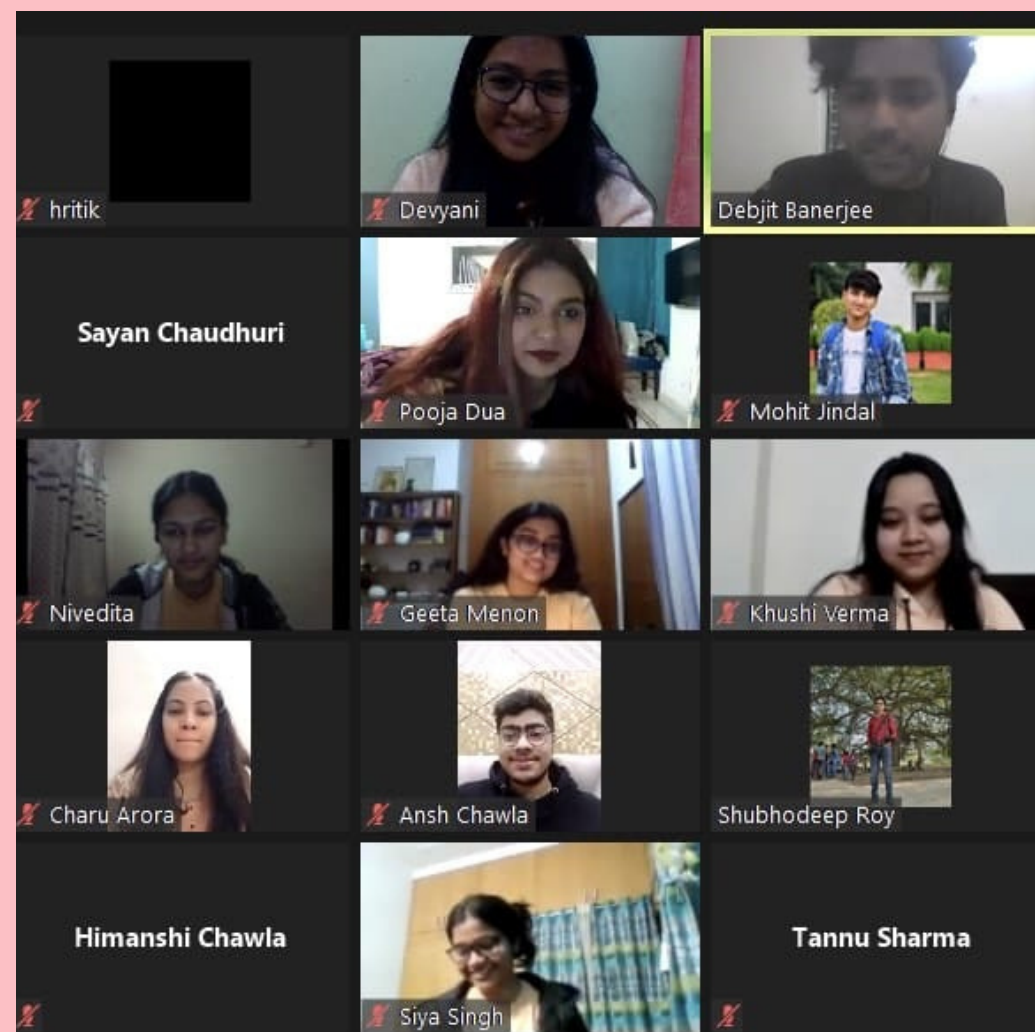 hritik
Devyani
Debjit Banerjee
Sayan Chaudhuri
Pooja Dua
Mohit Jindal
Nivedita
Geeta Menon
Khushi Verma
Charu Arora
Ansh Chawla
Shubhodeep Roy
Himanshi Chawla
Siya Singh
Tannu Sharma